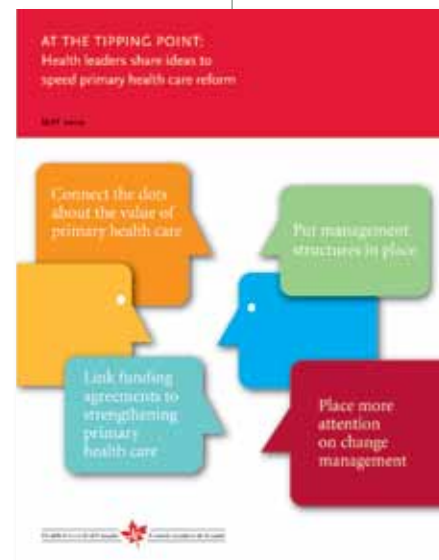 AT THE TIPPING POINT:
Health leaders share ideas to
speed primary health care reform
Connect the dots
about the value of
primary health care
Put management
structures in place
Link funding
agreements to
strengthening
primary
health care
Place more
attention
on change
management